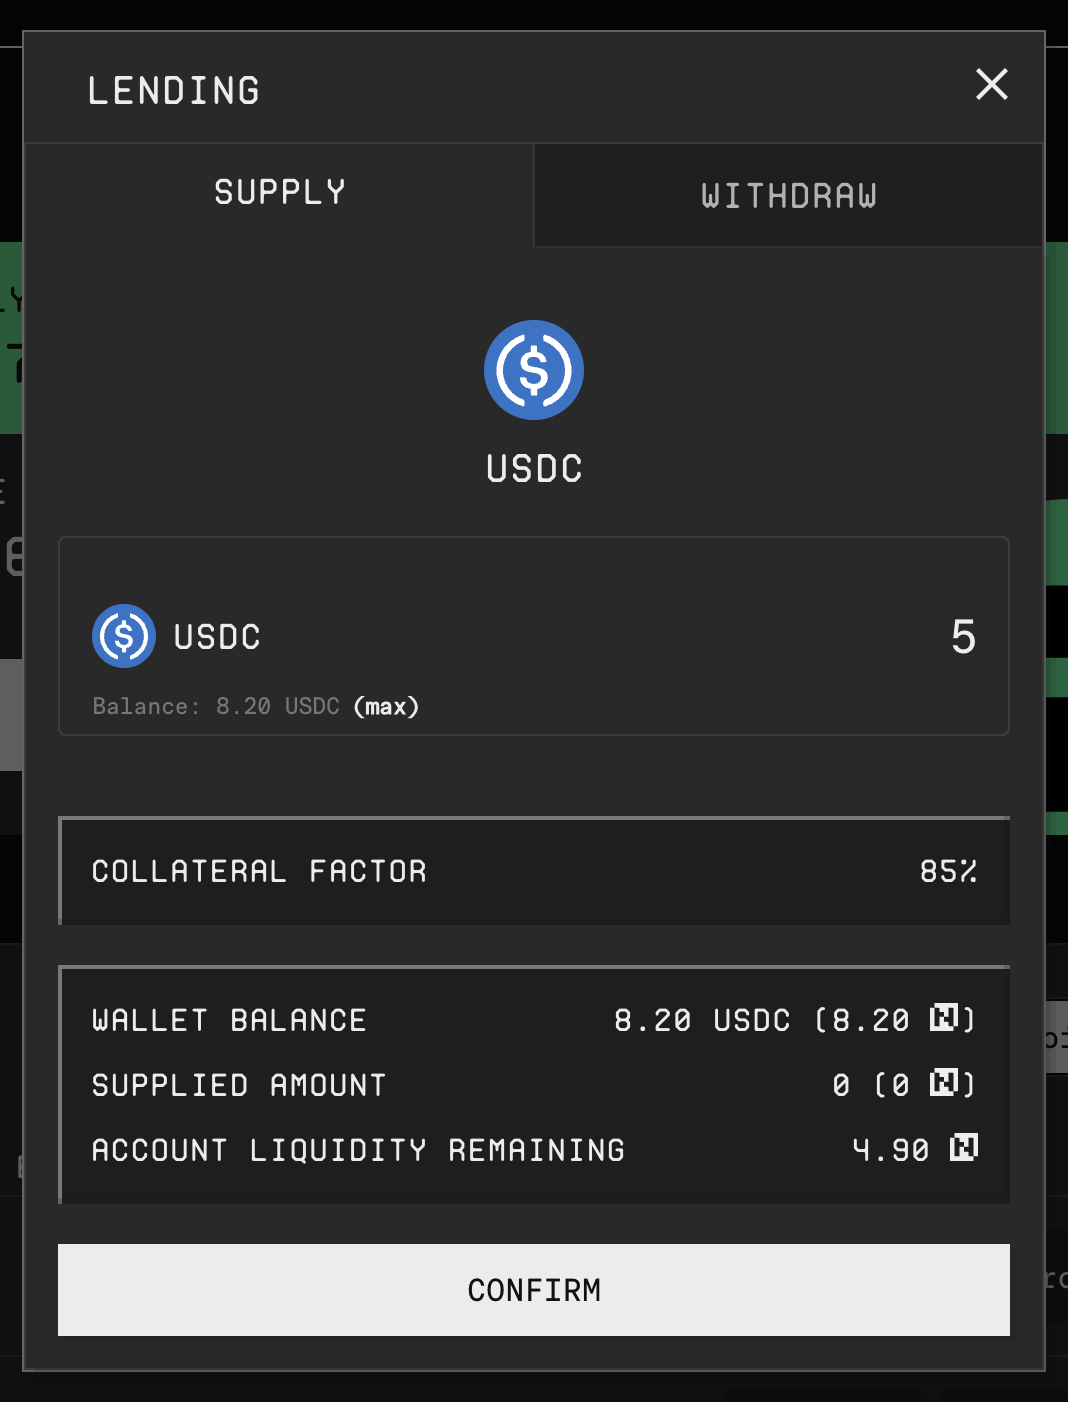 LENDING
SUPPLY
WITHDRAW
USDC
USDC
5
Balance: 8.20 USDC (max)
COLLATERAL FACTOR 85%
WALLET BALANCE 8.20 USDC (8.20 N)
SUPPLIED AMOUNT 0 (0 N)
ACCOUNT LIQUIDITY REMAINING 4.90 N
CONFIRM